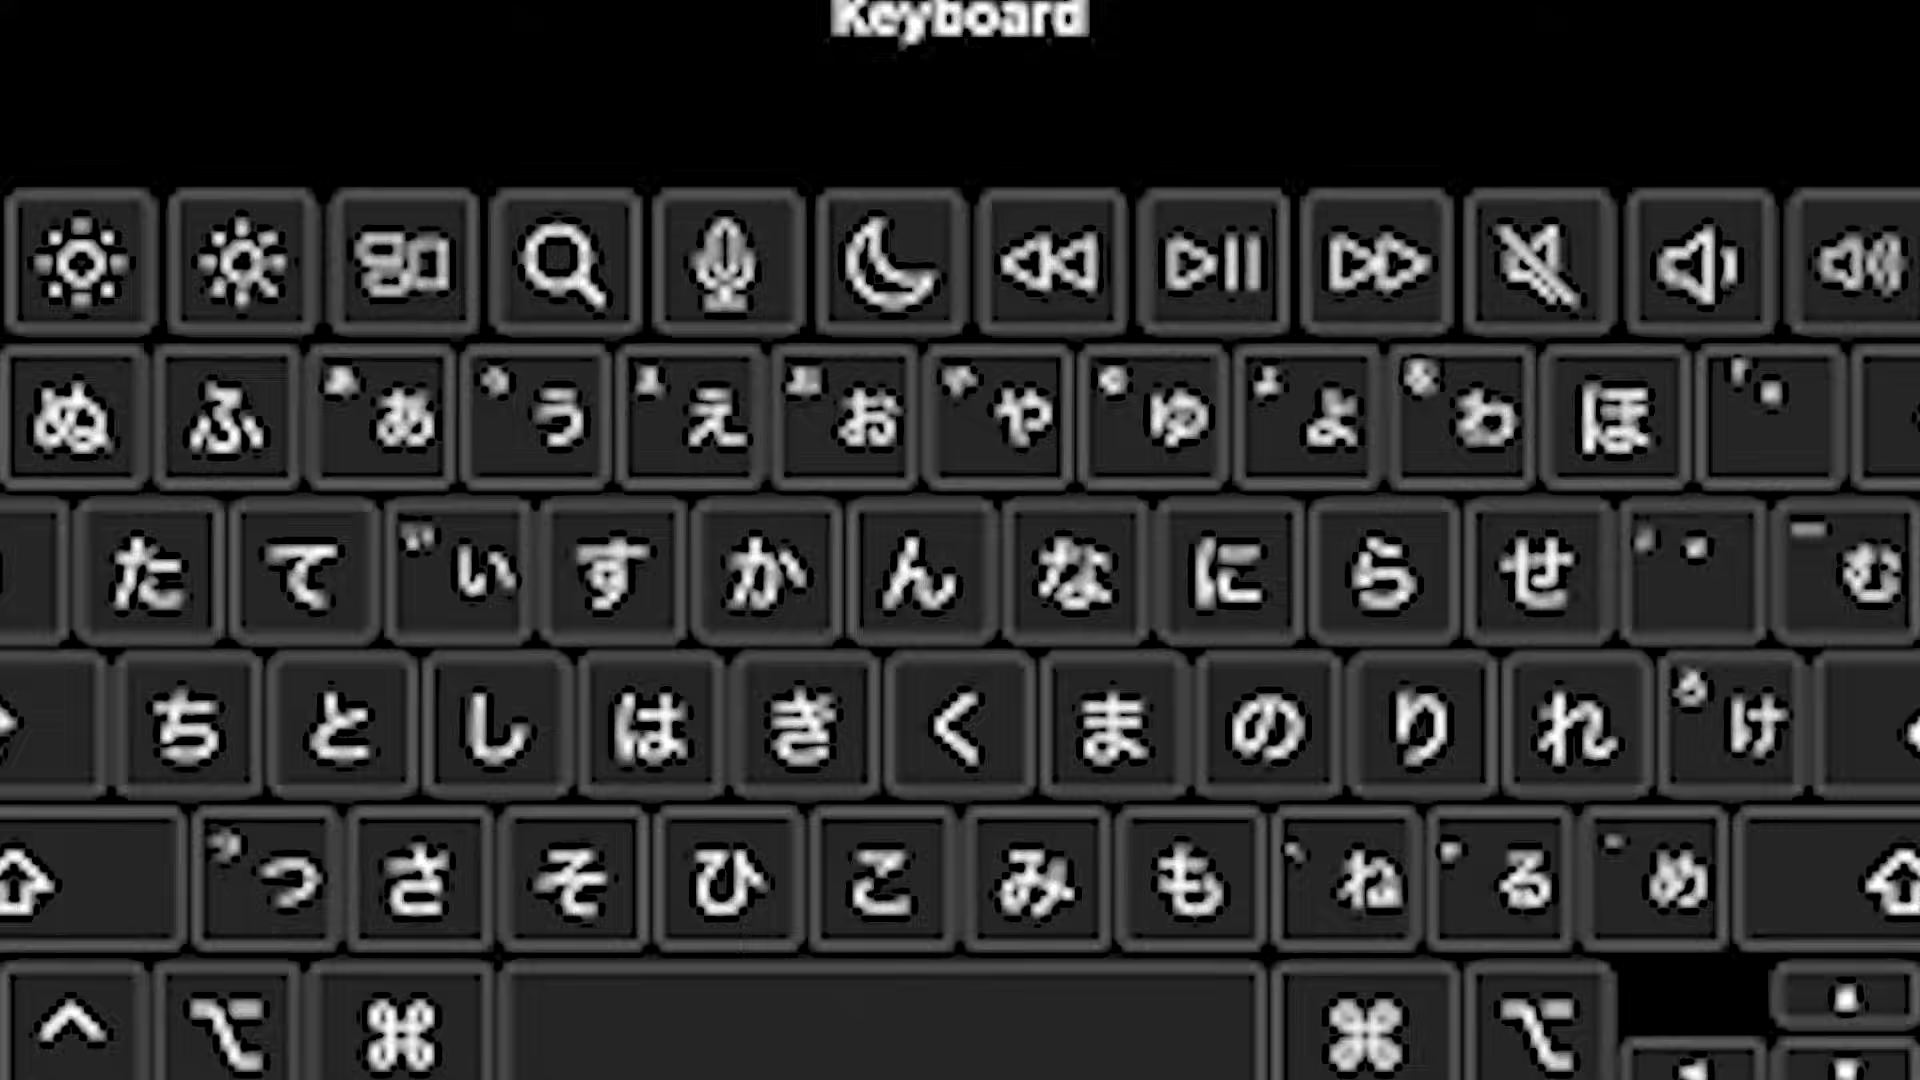 Keyboard
ぬ ふ あ う え お や ゆ よ わ ほ
た て い す か ん な に ら せ む
ち と し は き く ま の り れ ろ け
っ つ さ そ ひ こ み も ね る め